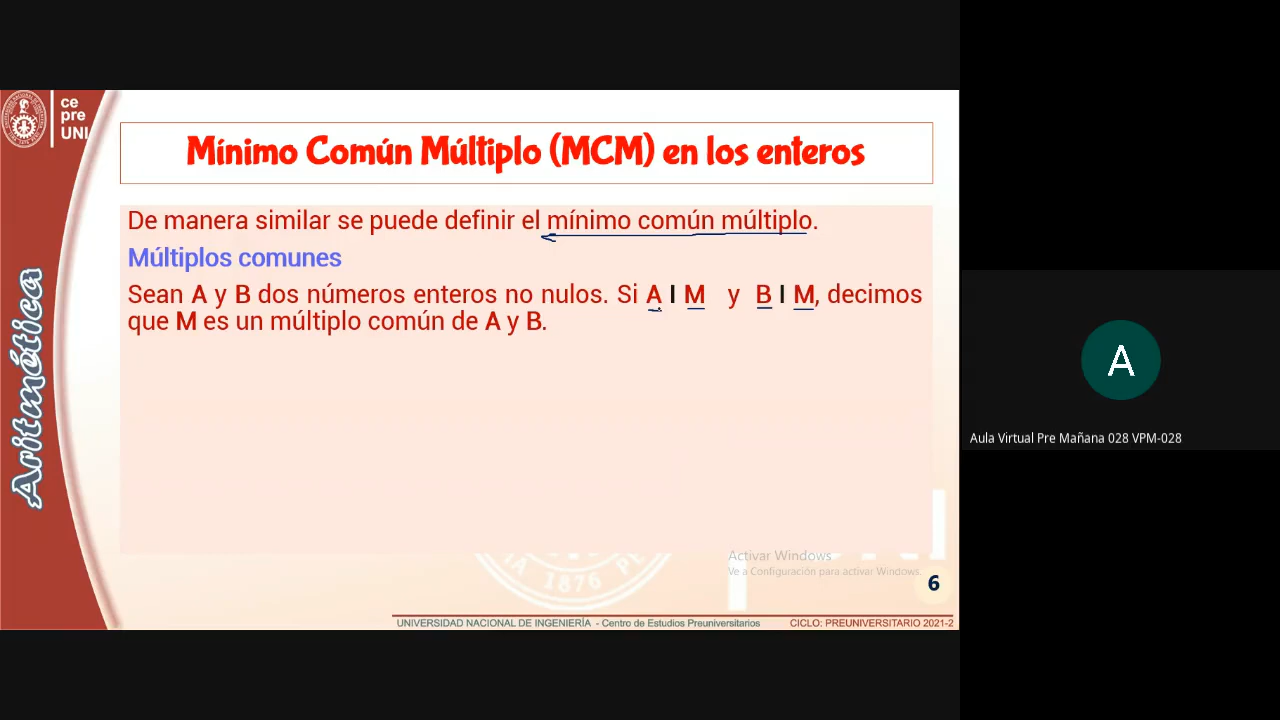 ce
pre
UNI
Mínimo Común Múltiplo (MCM) en los enteros
De manera similar se puede definir el mínimo común múltiplo.
Múltiplos comunes
Sean A y B dos números enteros no nulos. Si A I M y B I M, decimos
que M es un múltiplo común de A y B.
Aritmética
A
Aula Virtual Pre Mañana 028 VPM-028
1876
Activar Windows
Ve a Configuración para activar Windows.
6
UNIVERSIDAD NACIONAL DE INGENIERÍA - Centro de Estudios Preuniversitarios
CICLO: PREUNIVERSITARIO 2021-2